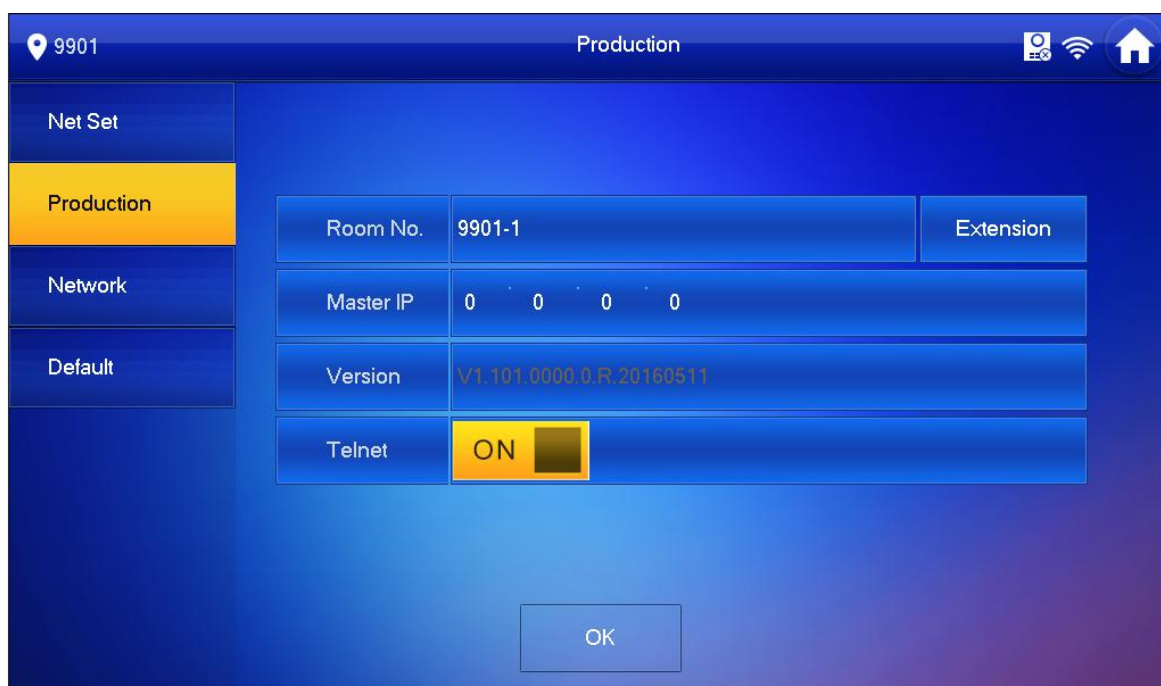 9901
Production
Net Set
Production
Network
Default
Room No. 9901-1 Extension
Master IP 0 . 0 . 0 . 0
Version V1.101.0000.0.R.20160511
Telnet ON
OK